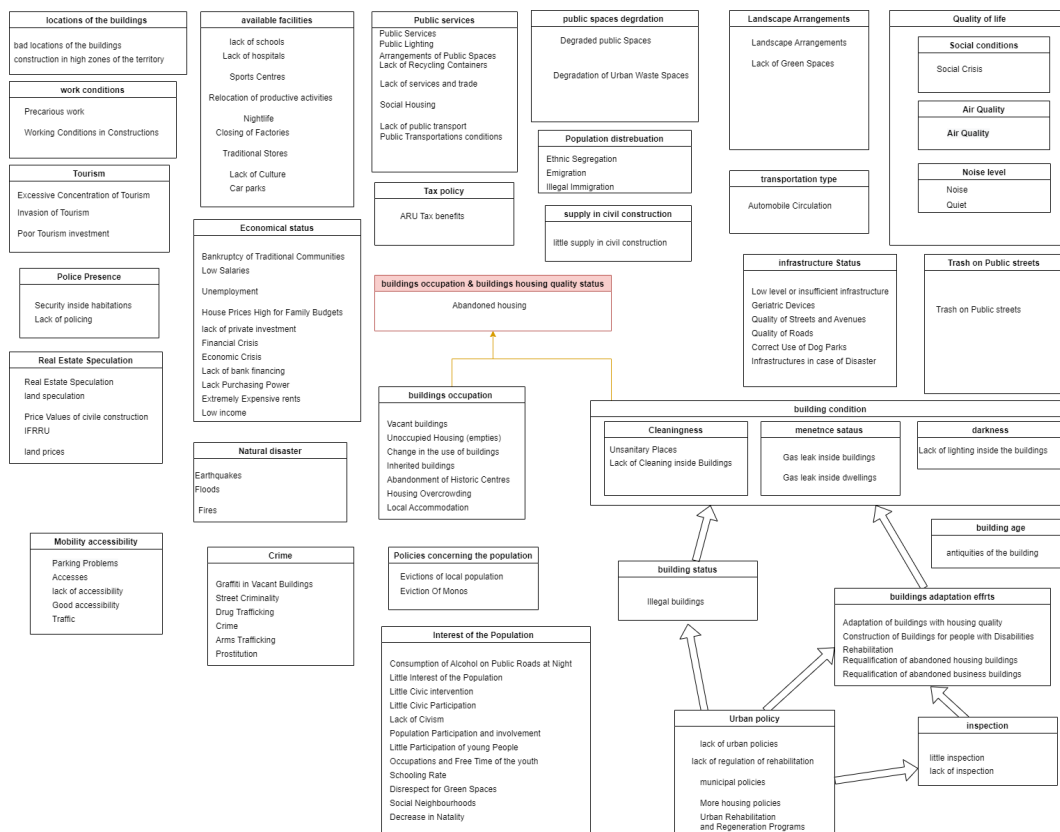 locations of the buildings
bad locations of the buildings
construction in high zones of the territory
work conditions
Precarious work
Working Conditions in Constructions
Tourism
Excessive Concentration of Tourism
Invasion of Tourism
Poor Tourism investment
Police Presence
Security inside habitations
Lack of policing
Real Estate Speculation
Real Estate Speculation
land speculation
Price Values of civile construction
IFRRU
land prices
Mobility accessibility
Parking Problems
Accesses
lack of accessibility
Good accessibility
Traffic
available facilities
lack of schools
Lack of hospitals
Sports Centres
Relocation of productive activities
Nightlife
Closing of Factories
Traditional Stores
Lack of Culture
Car parks
Economical status
Bankruptcy of Traditional Communities
Low Salaries
Unemployment
House Prices High for Family Budgets
lack of private investment
Financial Crisis
Economic Crisis
Lack of bank financing
Lack Purchasing Power
Extremely Expensive rents
Low income
Natural disaster
Earthquakes
Floods
Fires
Crime
Graffiti in Vacant Buildings
Street Criminality
Drug Trafficking
Crime
Arms Trafficking
Prostitution
Public services
Public Services
Public Lighting
Arrangements of Public Spaces
Lack of Recycling Containers
Lack of services and trade
Social Housing
Lack of public transport
Public Transportations conditions
Tax policy
ARU Tax benefits
buildings occupation & buildings housing quality status
Abandoned housing
buildings occupation
Vacant buildings
Unoccupied Housing (empties)
Change in the use of buildings
Inherited buildings
Abandonment of Historic Centres
Housing Overcrowding
Local Accommodation
Policies concerning the population
Evictions of local population
Eviction Of Monos
Interest of the Population
Consumption of Alcohol on Public Roads at Night
Little Interest of the Population
Little Civic intervention
Little Civic Participation
Lack of Civism
Population Participation and involvement
Little Participation of young People
Occupations and Free Time of the youth
Schooling Rate
Disrespect for Green Spaces
Social Neighbourhoods
Decrease in Natality
public spaces degrdation
Degraded public Spaces
Degradation of Urban Waste Spaces
Population distrebuation
Ethnic Segregation
Emigration
Illegal Immigration
supply in civil construction
little supply in civil construction
Landscape Arrangements
Landscape Arrangements
Lack of Green Spaces
transportation type
Automobile Circulation
infrastructure Status
Low level or insufficient infrastructure
Geriatric Devices
Quality of Streets and Avenues
Quality of Roads
Correct Use of Dog Parks
Infrastructures in case of Disaster
Quality of life
Social conditions
Social Crisis
Air Quality
Air Quality
Noise level
Noise
Quiet
Trash on Public streets
Trash on Public streets
building condition
Cleaningness
Unsanitary Places
Lack of Cleaning inside Buildings
menetnce sataus
Gas leak inside buildings
Gas leak inside dwellings
darkness
Lack of lighting inside the buildings
building age
antiquities of the building
building status
Illegal buildings
buildings adaptation effrts
Adaptation of buildings with housing quality
Construction of Buildings for people with Disabilities
Rehabilitation
Requalification of abandoned housing buildings
Requalification of abandoned business buildings
Urban policy
lack of urban policies
lack of regulation of rehabilitation
municipal policies
More housing policies
Urban Rehabilitation
and Regeneration Programs
inspection
little inspection
lack of inspection